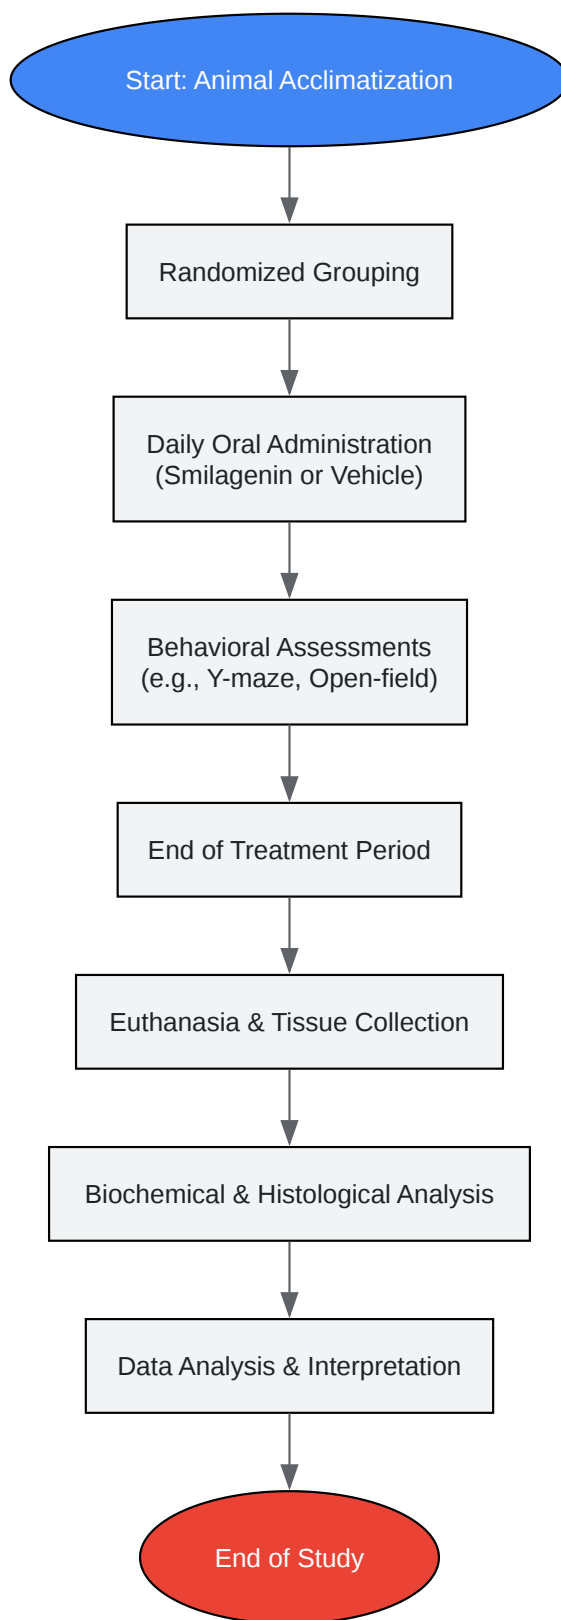 Start: Animal Acclimatization
Randomized Grouping
Daily Oral Administration
(Smilagenin or Vehicle)
Behavioral Assessments
(e.g., Y-maze, Open-field)
End of Treatment Period
Euthanasia & Tissue Collection
Biochemical & Histological Analysis
Data Analysis & Interpretation
End of Study